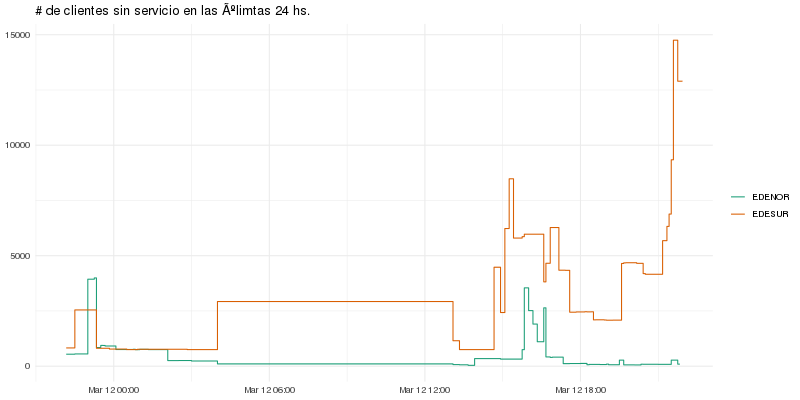 # de clientes sin servicio en las Ãºlimtas 24 hs.
15000
10000
5000
0
Mar 12 00:00
Mar 12 06:00
Mar 12 12:00
Mar 12 18:00
EDENOR
EDESUR